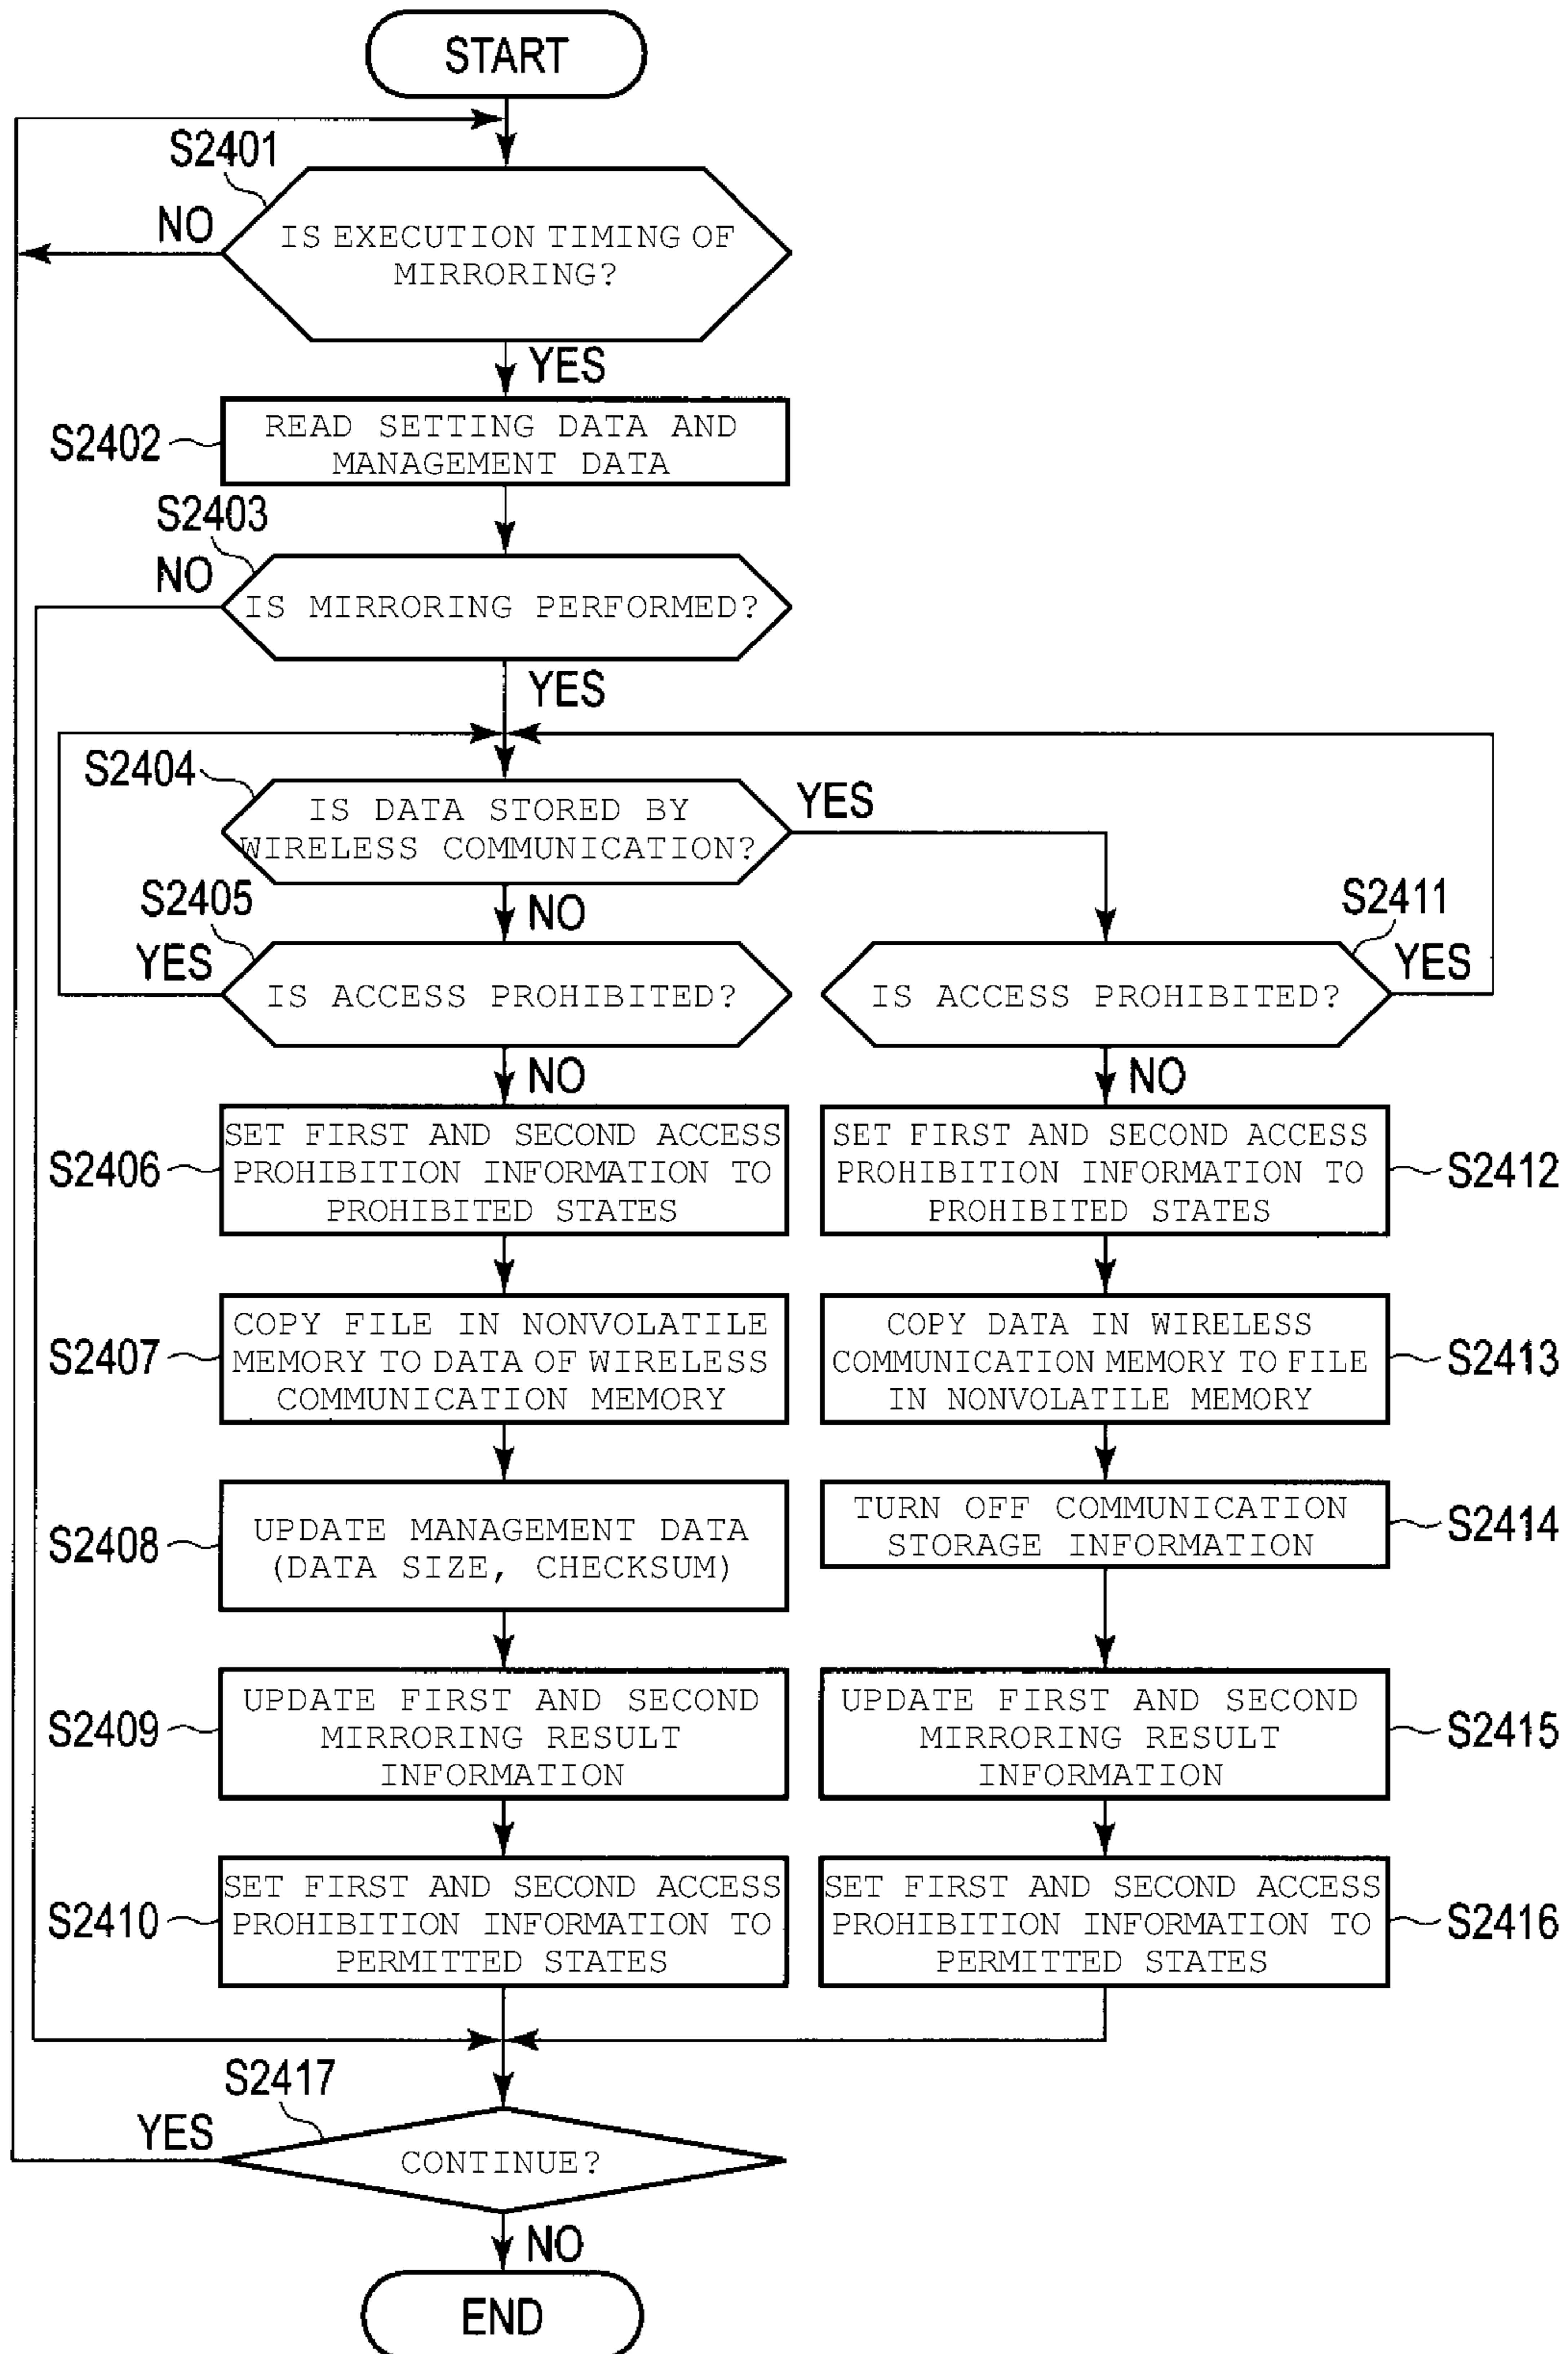 START
S2401
NO
IS EXECUTION TIMING OF
MIRRORING?
YES
S2402
READ SETTING DATA AND
MANAGEMENT DATA
S2403
NO
IS MIRRORING PERFORMED?
YES
S2404
IS DATA STORED BY
WIRELESS COMMUNICATION?
YES
NO
S2405
YES
IS ACCESS PROHIBITED?
NO
S2411
YES
IS ACCESS PROHIBITED?
NO
S2406
SET FIRST AND SECOND ACCESS
PROHIBITION INFORMATION TO
PROHIBITED STATES
SET FIRST AND SECOND ACCESS
PROHIBITION INFORMATION TO
PROHIBITED STATES
S2412
S2407
COPY FILE IN NONVOLATILE
MEMORY TO DATA OF WIRELESS
COMMUNICATION MEMORY
COPY DATA IN WIRELESS
COMMUNICATION MEMORY TO FILE
IN NONVOLATILE MEMORY
S2413
S2408
UPDATE MANAGEMENT DATA
(DATA SIZE, CHECKSUM)
TURN OFF COMMUNICATION
STORAGE INFORMATION
S2414
S2409
UPDATE FIRST AND SECOND
MIRRORING RESULT
INFORMATION
UPDATE FIRST AND SECOND
MIRRORING RESULT
INFORMATION
S2415
S2410
SET FIRST AND SECOND ACCESS
PROHIBITION INFORMATION TO
PERMITTED STATES
SET FIRST AND SECOND ACCESS
PROHIBITION INFORMATION TO
PERMITTED STATES
S2416
S2417
YES
CONTINUE?
NO
END